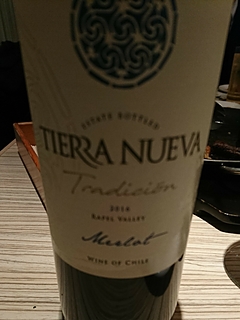 ESTATE BOTTLED
TIERRA NUEVA
Tradición
2014
RAPEL VALLEY
Merlot
WINE OF CHILE